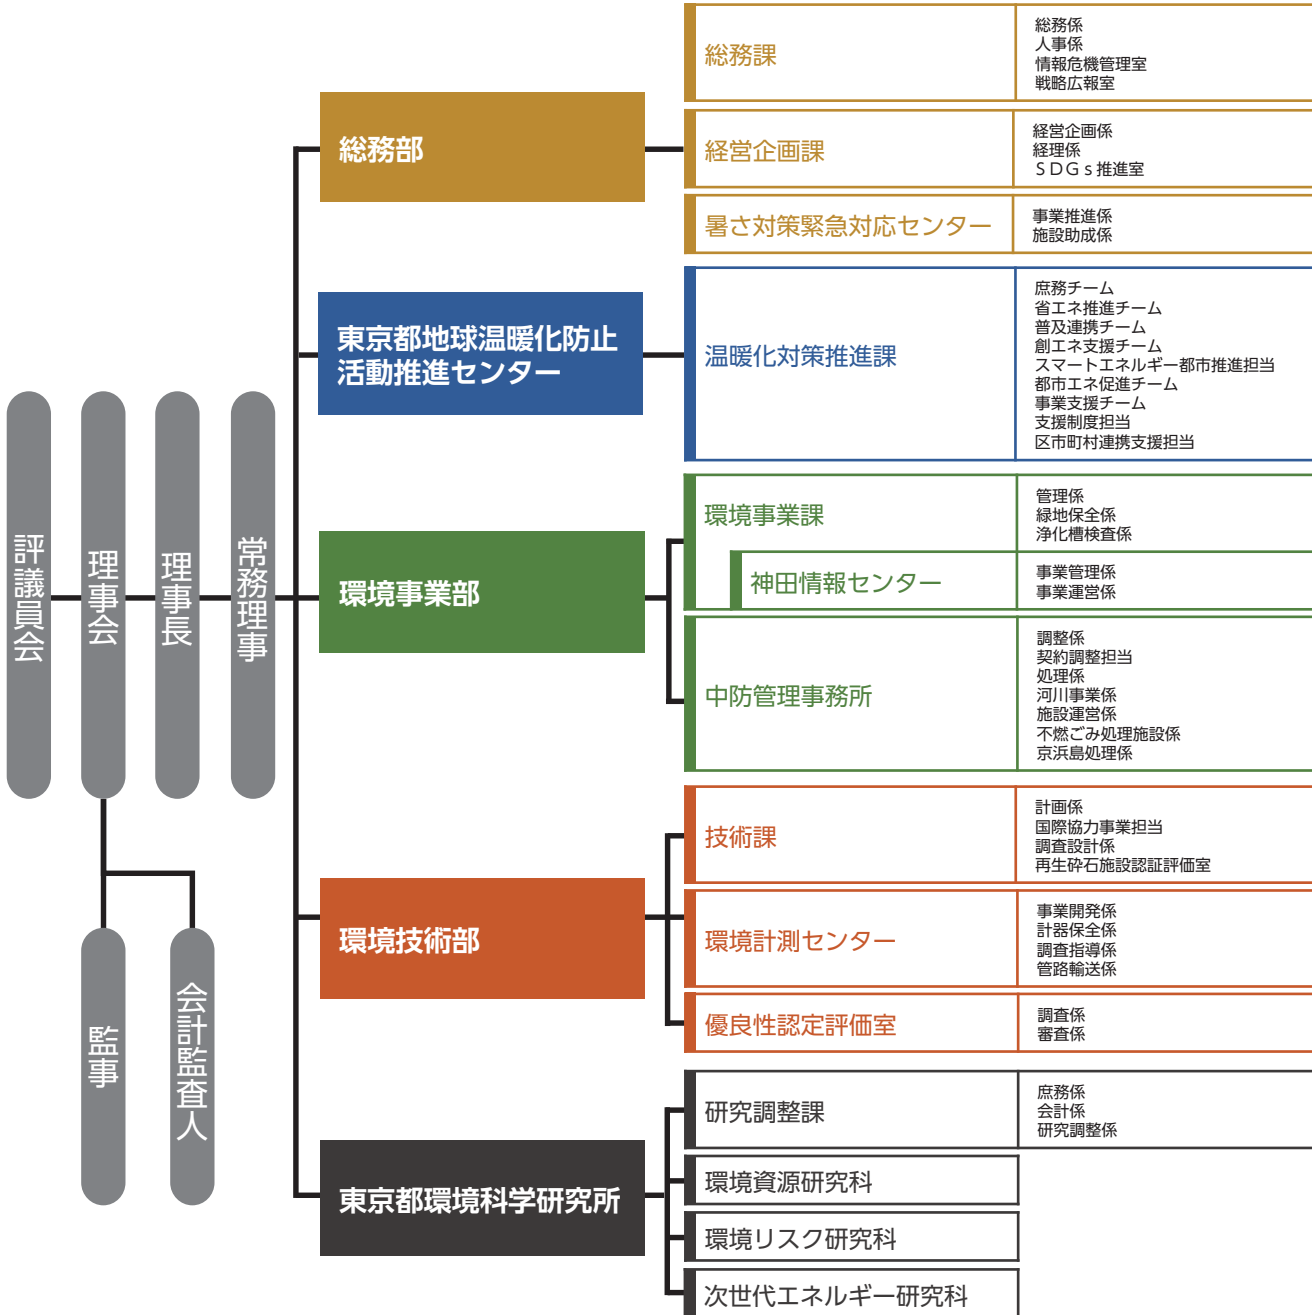 評議員会
理事会
理事長
常務理事
監事
会計監査人
総務部
総務課
総務係
人事係
情報危機管理室
戦略広報室
経営企画課
経営企画係
経理係
ＳＤＧｓ推進室
暑さ対策緊急対応センター
事業推進係
施設助成係
東京都地球温暖化防止
活動推進センター
温暖化対策推進課
庶務チーム
省エネ推進チーム
普及連携チーム
創エネ支援チーム
スマートエネルギー都市推進担当
都市エネ促進チーム
事業支援チーム
支援制度担当
区市町村連携支援担当
環境事業部
環境事業課
管理係
緑地保全係
浄化槽検査係
神田情報センター
事業管理係
事業運営係
中防管理事務所
調整係
契約調整担当
処理係
河川事業係
施設運営係
不燃ごみ処理施設係
京浜島処理係
環境技術部
技術課
計画係
国際協力事業担当
調査設計係
再生砕石施設認証評価室
環境計測センター
事業開発係
計器保全係
調査指導係
管路輸送係
優良性認定評価室
調査係
審査係
東京都環境科学研究所
研究調整課
庶務係
会計係
研究調整係
環境資源研究科
環境リスク研究科
次世代エネルギー研究科